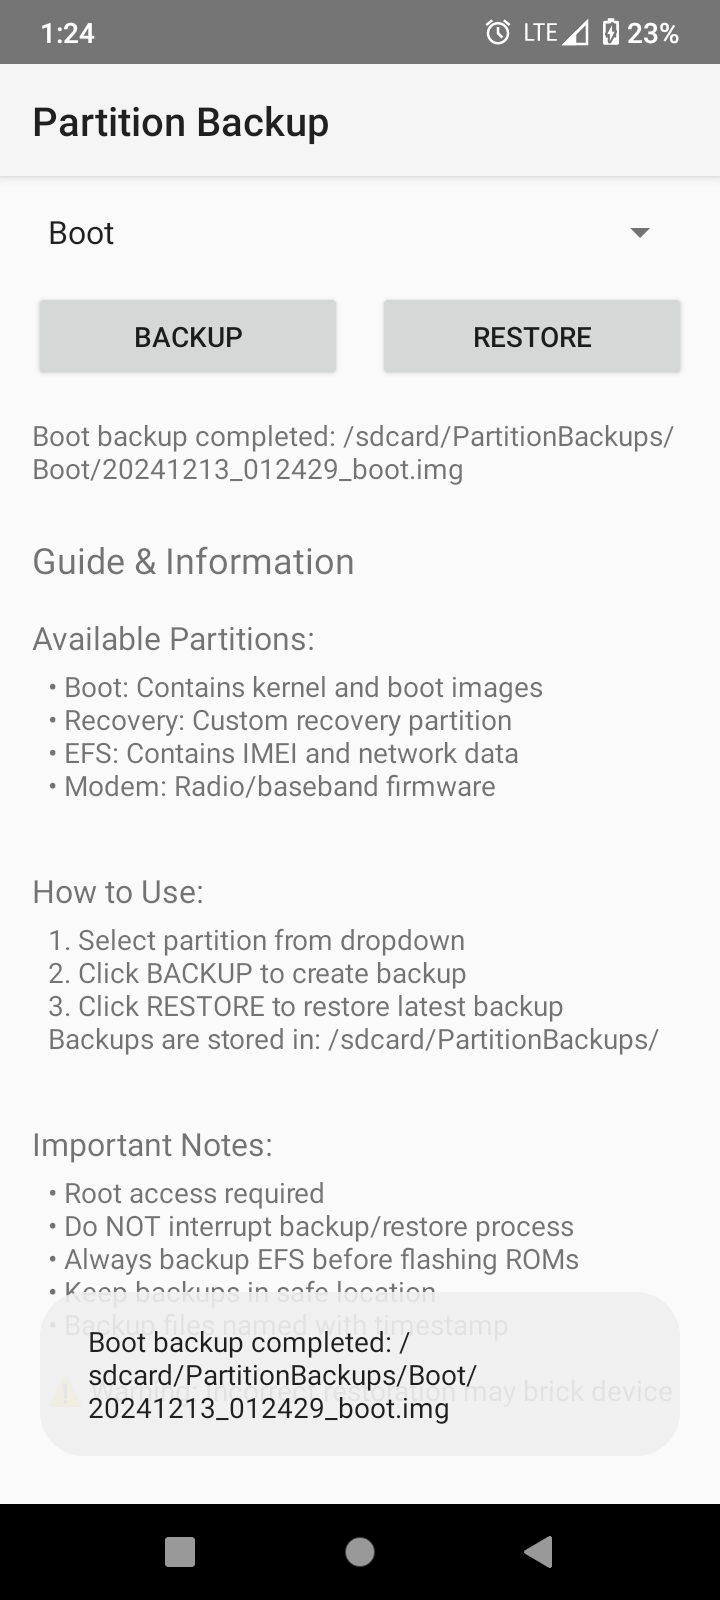 1:24 LTE 23%
Partition Backup
Boot
BACKUP RESTORE
Boot backup completed: /sdcard/PartitionBackups/
Boot/20241213_012429_boot.img
Guide & Information
Available Partitions:
• Boot: Contains kernel and boot images
• Recovery: Custom recovery partition
• EFS: Contains IMEI and network data
• Modem: Radio/baseband firmware
How to Use:
1. Select partition from dropdown
2. Click BACKUP to create backup
3. Click RESTORE to restore latest backup
Backups are stored in: /sdcard/PartitionBackups/
Important Notes:
• Root access required
• Do NOT interrupt backup/restore process
• Always backup EFS before flashing ROMs
• Keep backups in safe location
• Backup files named with timestamp
⚠️ Warning: Incorrect restoration may brick device
Boot backup completed: /
sdcard/PartitionBackups/Boot/
20241213_012429_boot.img